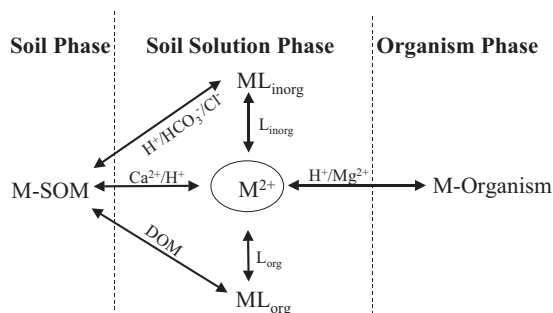 Soil Phase Soil Solution Phase Organism Phase
ML_inorg
H⁺/HCO₃⁻/Cl⁻
L_inorg
M-SOM Ca²⁺/H⁺ M²⁺ H⁺/Mg²⁺ M-Organism
DOM
L_org
ML_org